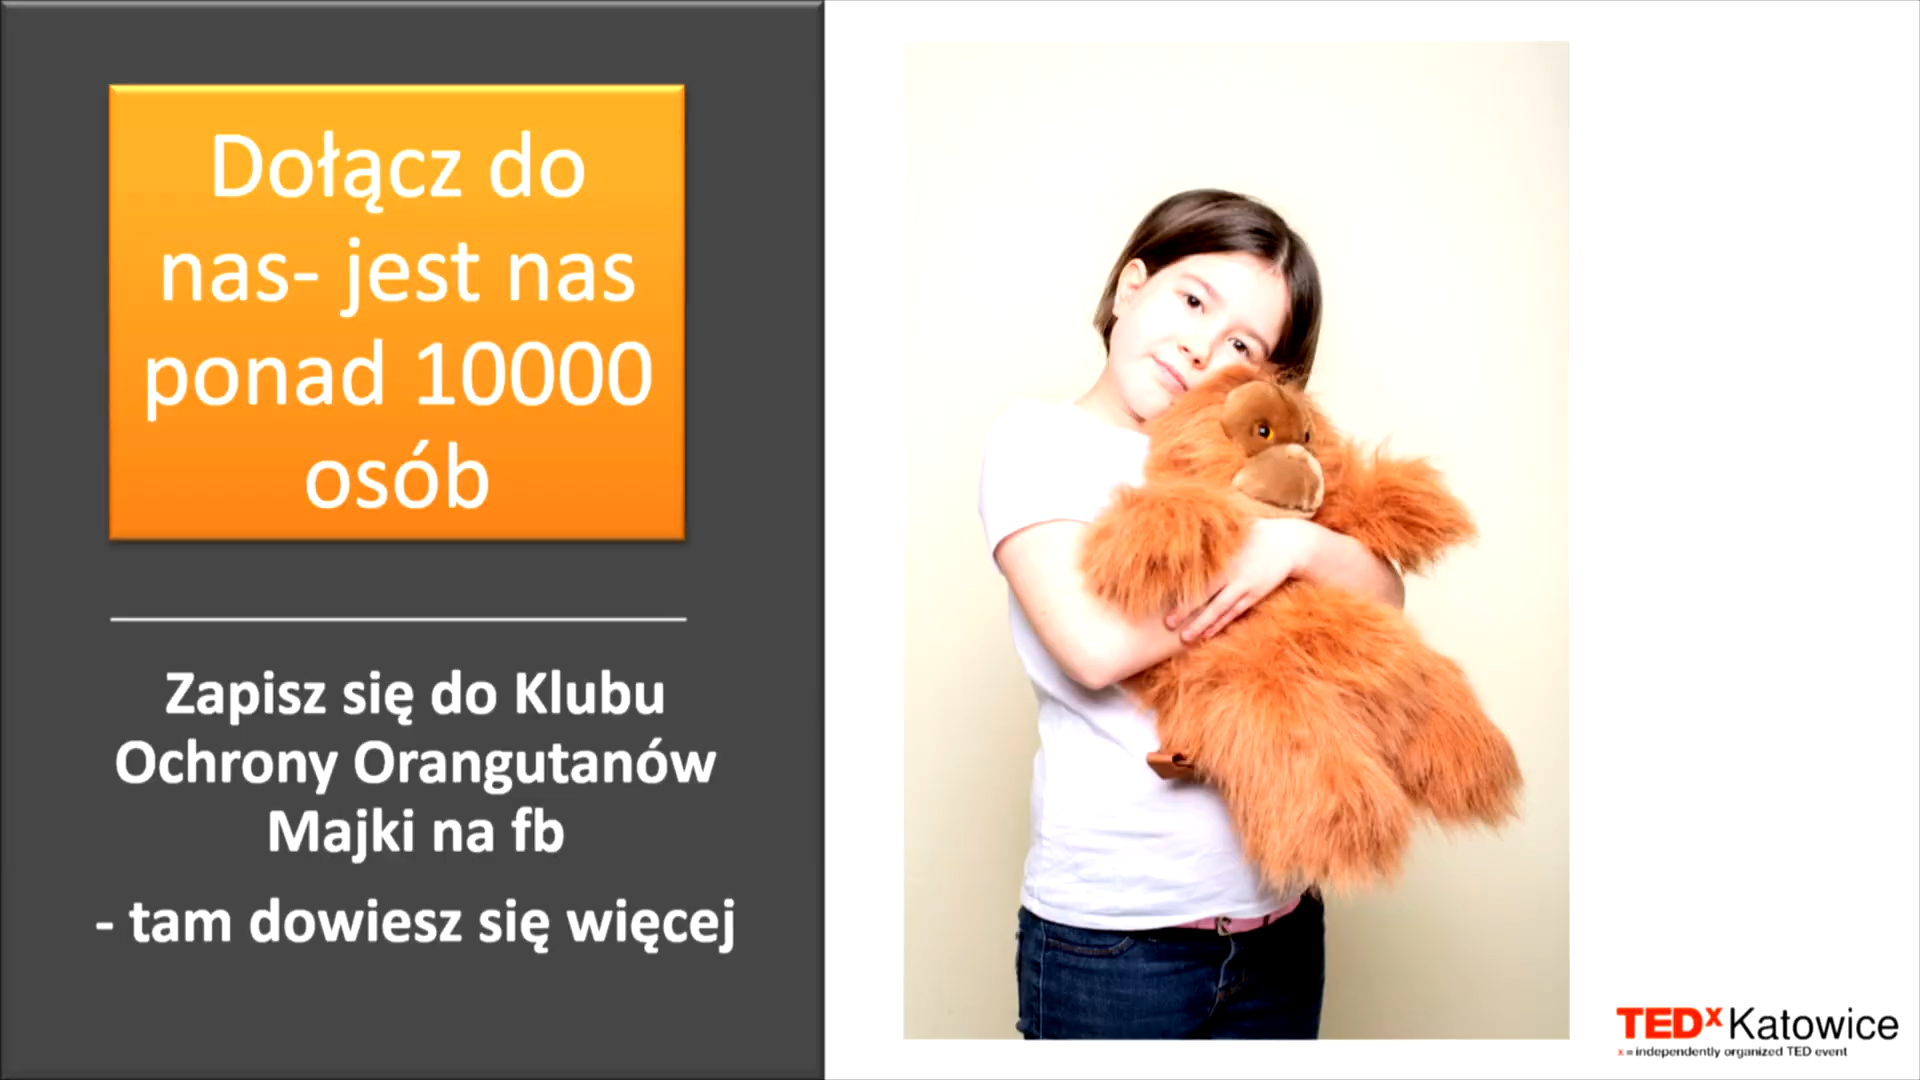 Dołącz do
nas- jest nas
ponad 10000
osób
Zapisz się do Klubu
Ochrony Orangutanów
Majki na fb
- tam dowiesz się więcej
TEDxKatowice
x = independently organized TED event